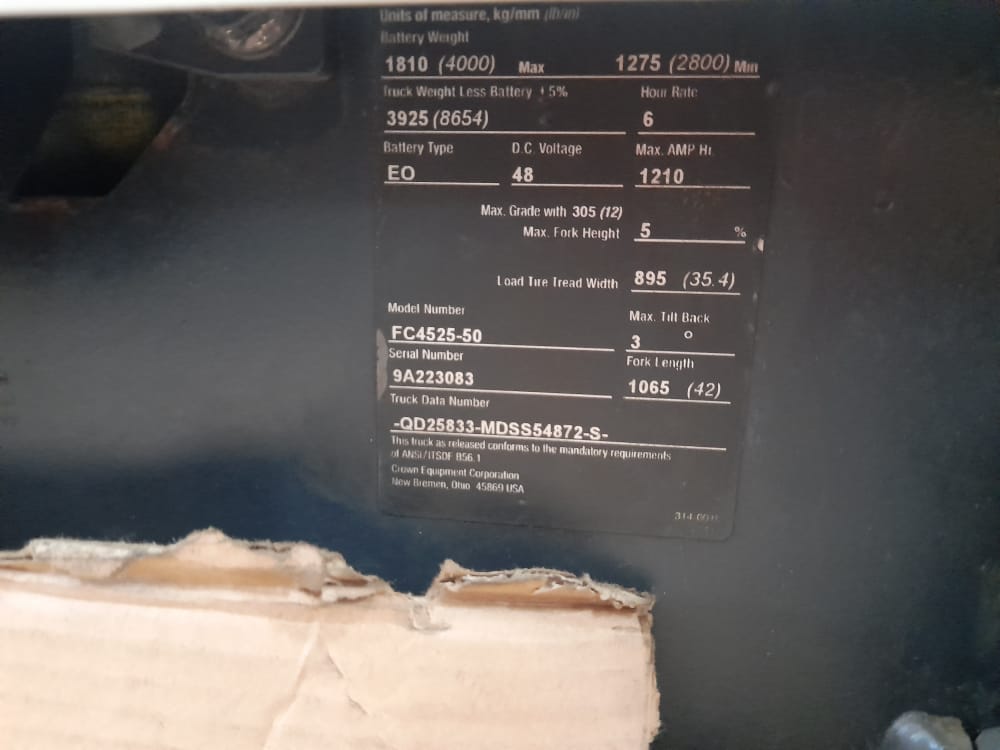 Units of measure, kg/mm (lb/in)
Battery Weight
1810 (4000) Max 1275 (2800) Min
Truck Weight Less Battery ± 5% Hour Rate
3925 (8654) 6
Battery Type D.C. Voltage Max. AMP Hr.
EO 48 1210
Max. Grade with 305 (12)
Max. Fork Height 5 %
Load Tire Tread Width 895 (35.4)
Model Number Max. Tilt Back
FC4525-50 3 °
Serial Number Fork Length
9A223083 1065 (42)
Truck Data Number
-QD25833-MDSS54872-S-
This truck as released conforms to the mandatory requirements
of ANSI/ITSDF B56.1
Crown Equipment Corporation
New Bremen, Ohio 45869 USA